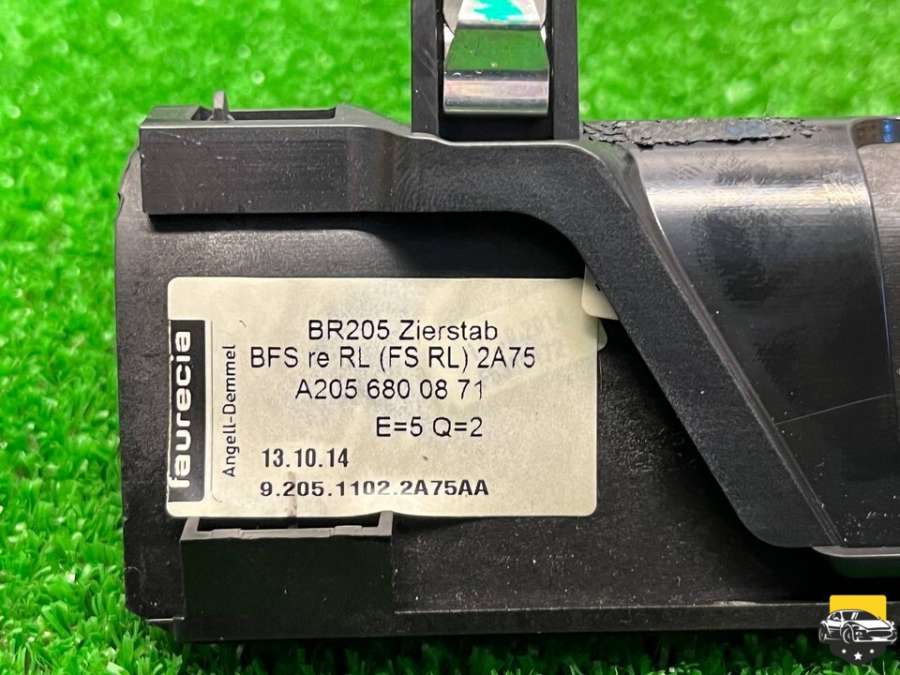 BR205 Zierstab
BFS re RL (FS RL) 2A75
A205 680 08 71
E=5 Q=2
13.10.14
9.205.1102.2A75AA
faurecia
Angell-Demmel